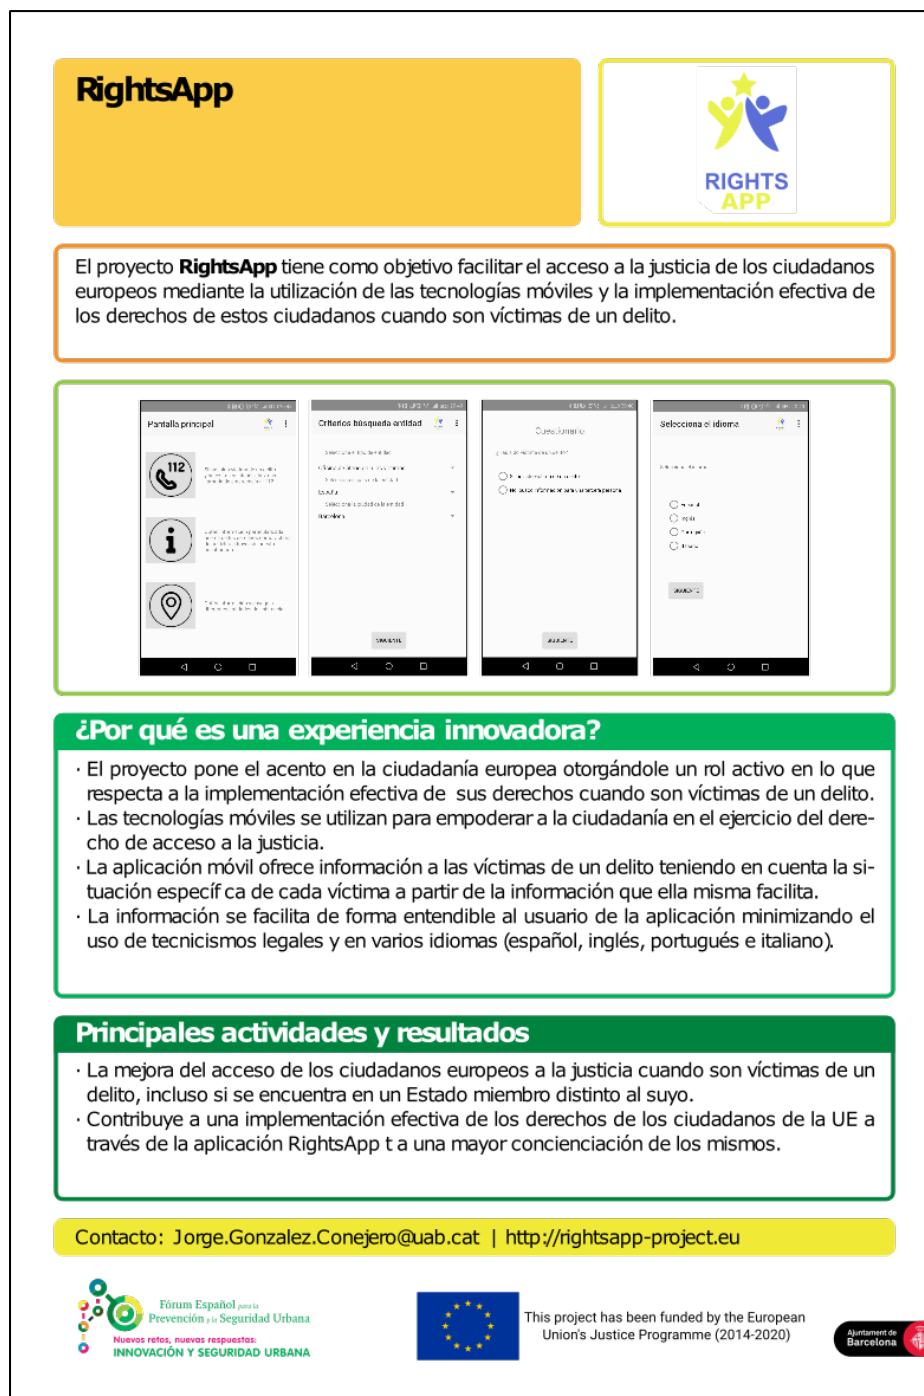 RightsApp
RIGHTS
APP
El proyecto RightsApp tiene como objetivo facilitar el acceso a la justicia de los ciudadanos
europeos mediante la utilización de las tecnologías móviles y la implementación efectiva de
los derechos de estos ciudadanos cuando son víctimas de un delito.
Pantalla principal
112
Criterios búsqueda entidad
España
Barcelona
SIGUIENTE
Cuestionario
No, busco información para una tercera persona
SIGUIENTE
Selecciona el idioma
SIGUIENTE
¿Por qué es una experiencia innovadora?
· El proyecto pone el acento en la ciudadanía europea otorgándole un rol activo en lo que
respecta a la implementación efectiva de sus derechos cuando son víctimas de un delito.
· Las tecnologías móviles se utilizan para empoderar a la ciudadanía en el ejercicio del dere-
cho de acceso a la justicia.
· La aplicación móvil ofrece información a las víctimas de un delito teniendo en cuenta la si-
tuación específ ca de cada víctima a partir de la información que ella misma facilita.
· La información se facilita de forma entendible al usuario de la aplicación minimizando el
uso de tecnicismos legales y en varios idiomas (español, inglés, portugués e italiano).
Principales actividades y resultados
· La mejora del acceso de los ciudadanos europeos a la justicia cuando son víctimas de un
delito, incluso si se encuentra en un Estado miembro distinto al suyo.
· Contribuye a una implementación efectiva de los derechos de los ciudadanos de la UE a
través de la aplicación RightsApp t a una mayor concienciación de los mismos.
Contacto: Jorge.Gonzalez.Conejero@uab.cat | http://rightsapp-project.eu
Fórum Español para la
Prevención y la Seguridad Urbana
Nuevos retos, nuevas respuestas:
INNOVACIÓN Y SEGURIDAD URBANA
This project has been funded by the European
Union's Justice Programme (2014-2020)
Ajuntament de
Barcelona